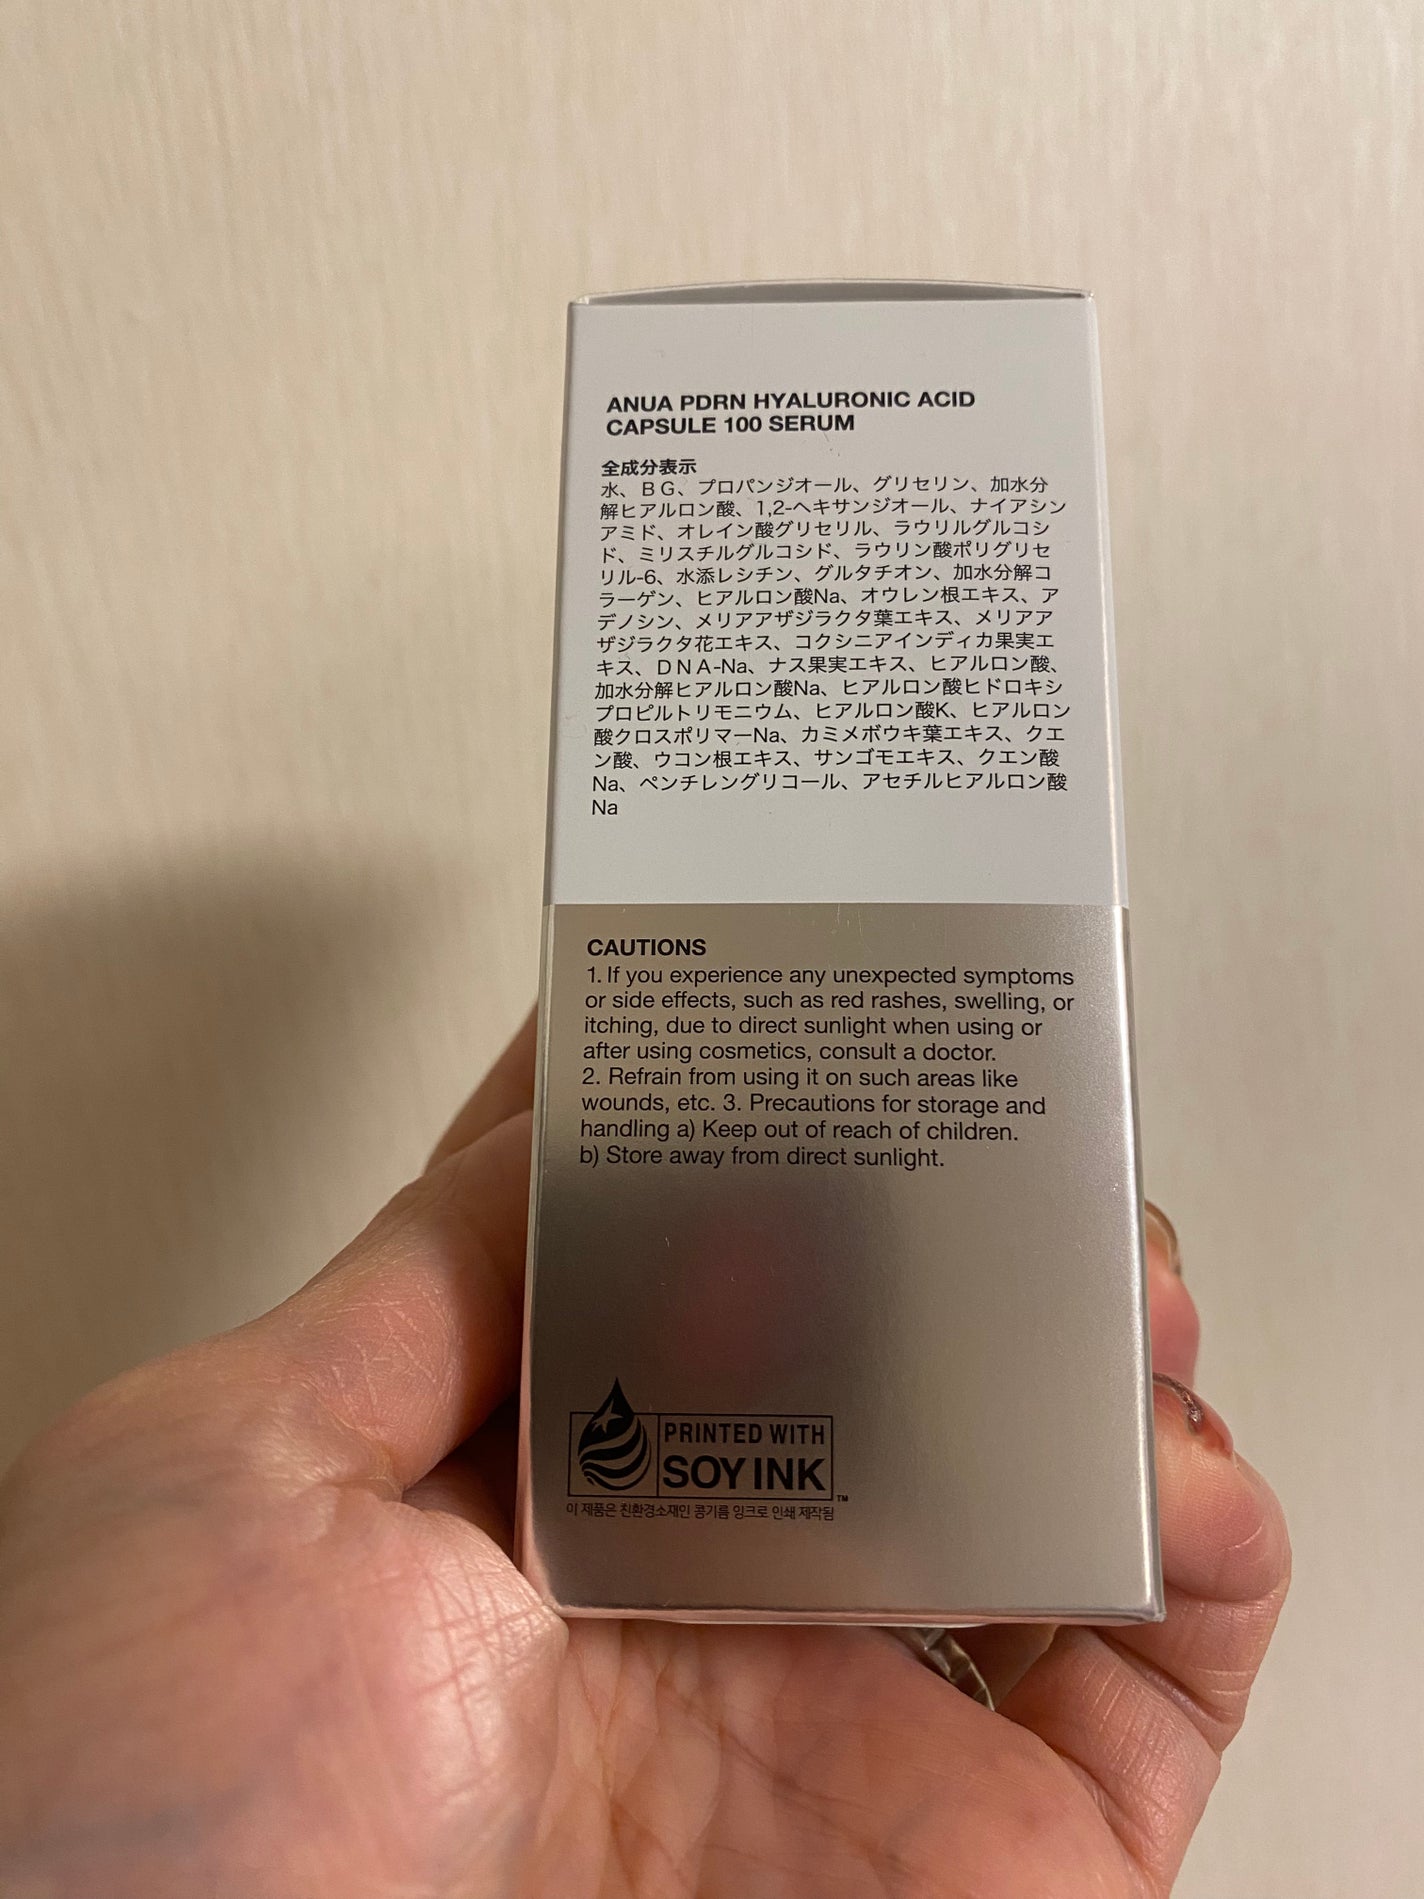 ANUA PDRN HYALURONIC ACID
CAPSULE 100 SERUM
全成分表示
水、ＢＧ、プロパンジオール、グリセリン、加水分
解ヒアルロン酸、1,2-ヘキサンジオール、ナイアシン
アミド、オレイン酸グリセリル、ラウリルグルコシ
ド、ミリスチルグルコシド、ラウリン酸ポリグリセ
リル-6、水添レシチン、グルタチオン、加水分解コ
ラーゲン、ヒアルロン酸Na、オウレン根エキス、ア
デノシン、メリアアザジラクタ葉エキス、メリアア
ザジラクタ花エキス、コクシニアインディカ果実エ
キス、ＤＮＡ-Na、ナス果実エキス、ヒアルロン酸、
加水分解ヒアルロン酸Na、ヒアルロン酸ヒドロキシ
プロピルトリモニウム、ヒアルロン酸K、ヒアルロン
酸クロスポリマーNa、カミメボウキ葉エキス、クエ
ン酸、ウコン根エキス、サンゴモエキス、クエン酸
Na、ペンチレングリコール、アセチルヒアルロン酸
Na
CAUTIONS
1. If you experience any unexpected symptoms
or side effects, such as red rashes, swelling, or
itching, due to direct sunlight when using or
after using cosmetics, consult a doctor.
2. Refrain from using it on such areas like
wounds, etc. 3. Precautions for storage and
handling a) Keep out of reach of children.
b) Store away from direct sunlight.
PRINTED WITH
SOY INK™
이 제품은 친환경소재인 콩기름 잉크로 인쇄 제작됨